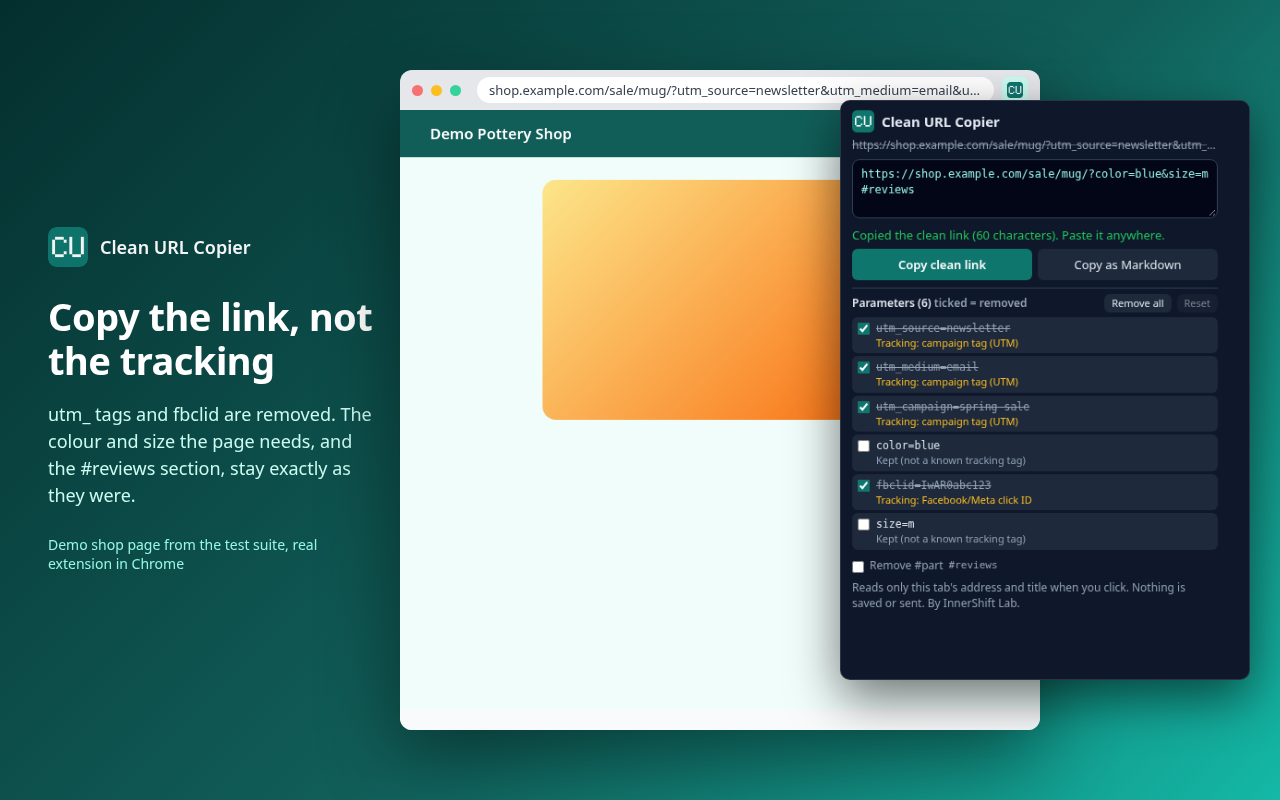 CU Clean URL Copier
Copy the link, not
the tracking
utm_ tags and fbclid are removed. The
colour and size the page needs, and
the #reviews section, stay exactly as
they were.
Demo shop page from the test suite, real
extension in Chrome
shop.example.com/sale/mug/?utm_source=newsletter&utm_medium=email&u...
CU
Demo Pottery Shop
CU Clean URL Copier
https://shop.example.com/sale/mug/?utm_source=newsletter&utm_...
https://shop.example.com/sale/mug/?color=blue&size=m
#reviews
Copied the clean link (60 characters). Paste it anywhere.
Copy clean link
Copy as Markdown
Parameters (6) ticked = removed
Remove all
Reset
utm_source=newsletter
Tracking: campaign tag (UTM)
utm_medium=email
Tracking: campaign tag (UTM)
utm_campaign=spring sale
Tracking: campaign tag (UTM)
color=blue
Kept (not a known tracking tag)
fbclid=IwAR0abc123
Tracking: Facebook/Meta click ID
size=m
Kept (not a known tracking tag)
Remove #part #reviews
Reads only this tab's address and title when you click. Nothing is
saved or sent. By InnerShift Lab.